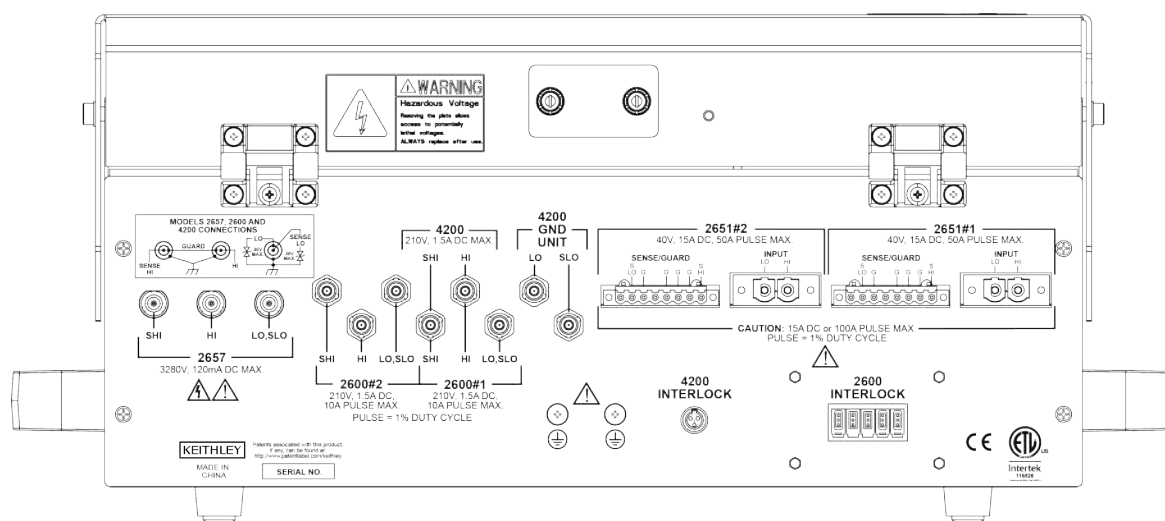 WARNING
Hazardous Voltage
Removing the plate allows
access to potentially
lethal voltages.
ALWAYS replace after use.
MODELS 2657, 2600 AND
4200 CONNECTIONS
GUARD
SENSE
HI
HI
LO
SENSE
LO
MAX
MAX
SHI
HI
LO,SLO
2657
3280V, 120mA DC MAX.
4200
210V, 1.5A DC MAX
SHI
HI
4200
GND
UNIT
LO
SLO
SHI
HI
LO,SLO
SHI
HI
LO,SLO
2600#2
210V, 1.5A DC,
10A PULSE MAX.
2600#1
210V, 1.5A DC,
10A PULSE MAX.
PULSE = 1% DUTY CYCLE
2651#2
40V, 15A DC, 50A PULSE MAX.
SENSE/GUARD
S
LO G G G G S
HI
INPUT
LO HI
2651#1
40V, 15A DC, 50A PULSE MAX.
SENSE/GUARD
S
LO G G G G S
HI
INPUT
LO HI
CAUTION: 15A DC or 100A PULSE MAX.
PULSE = 1% DUTY CYCLE
4200
INTERLOCK
2600
INTERLOCK
KEITHLEY
MADE IN
CHINA
Patents associated with this product,
if any, can be found at:
http://www.patentlabel.com/keithley
SERIAL NO.
CE
ETL
US
Intertek